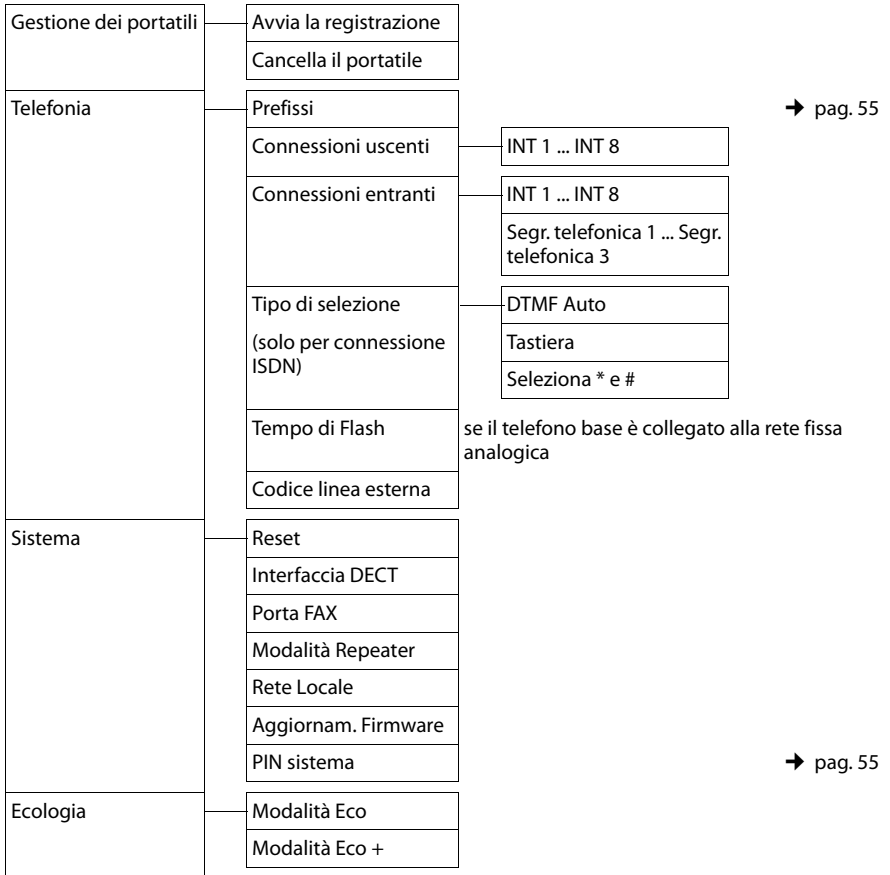 Gestione dei portatili
Avvia la registrazione
Cancella il portatile
Telefonia
Prefissi
➔ pag. 55
Connessioni uscenti
INT 1 ... INT 8
Connessioni entranti
INT 1 ... INT 8
Segr. telefonica 1 ... Segr.
telefonica 3
Tipo di selezione
(solo per connessione
ISDN)
DTMF Auto
Tastiera
Seleziona * e #
Tempo di Flash
se il telefono base è collegato alla rete fissa
analogica
Codice linea esterna
Sistema
Reset
Interfaccia DECT
Porta FAX
Modalità Repeater
Rete Locale
Aggiornam. Firmware
PIN sistema
➔ pag. 55
Ecologia
Modalità Eco
Modalità Eco +